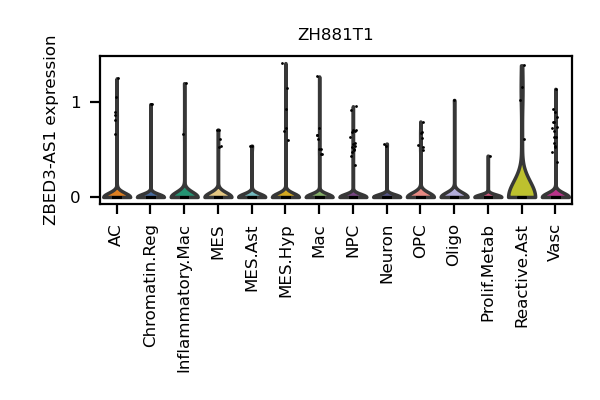 ZH881T1
ZBED3-AS1 expression
1
0
AC
Chromatin.Reg
Inflammatory.Mac
MES
MES.Ast
MES.Hyp
Mac
NPC
Neuron
OPC
Oligo
Prolif.Metab
Reactive.Ast
Vasc